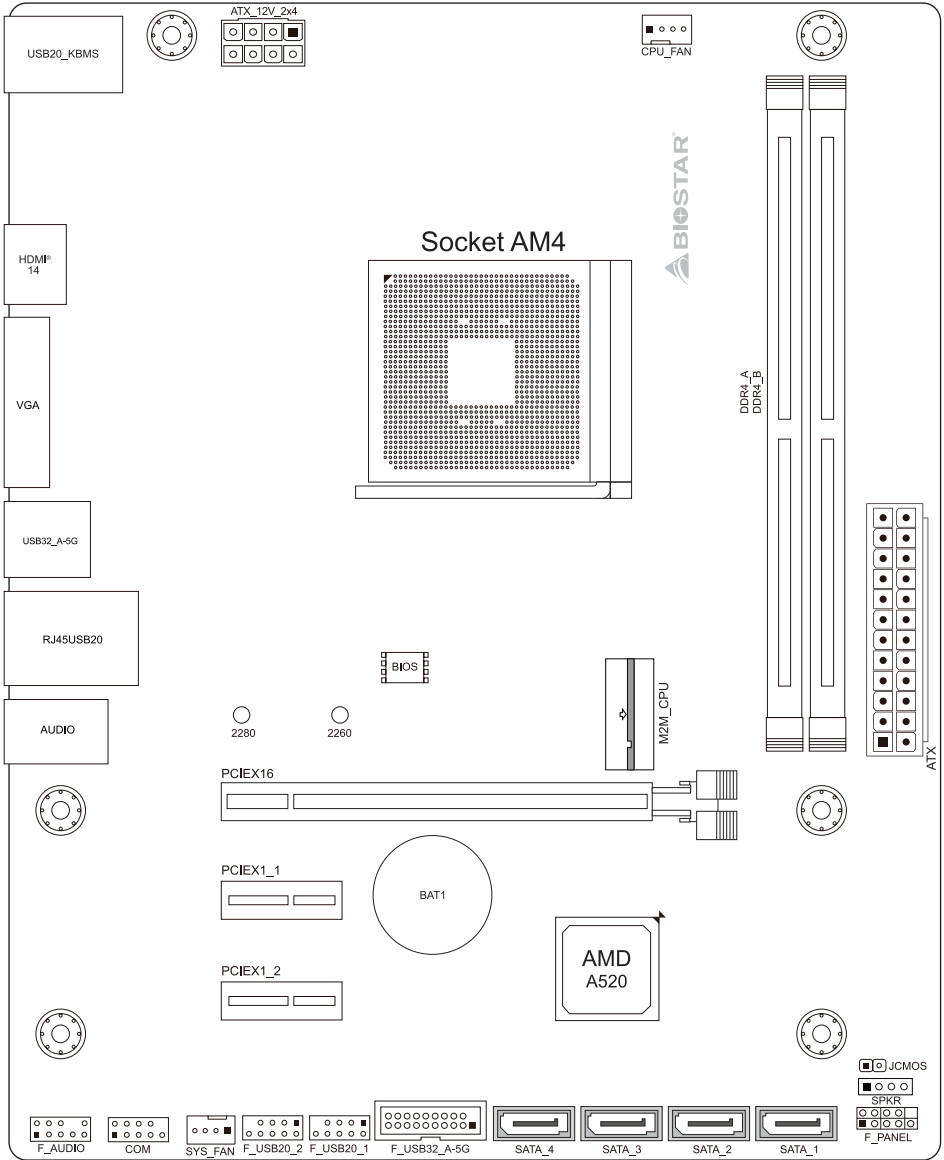 ATX_12V_2x4
USB20_KBMS
CPU_FAN
BIOSTAR
Socket AM4
HDMI®
14
VGA
DDR4_A
DDR4_B
USB32_A-5G
RJ45USB20
BIOS
M2M_CPU
AUDIO
2280
2260
ATX
PCIEX16
PCIEX1_1
BAT1
AMD
A520
PCIEX1_2
JCMOS
SPKR
F_AUDIO
COM
SYS_FAN
F_USB20_2
F_USB20_1
F_USB32_A-5G
SATA_4
SATA_3
SATA_2
SATA_1
F_PANEL